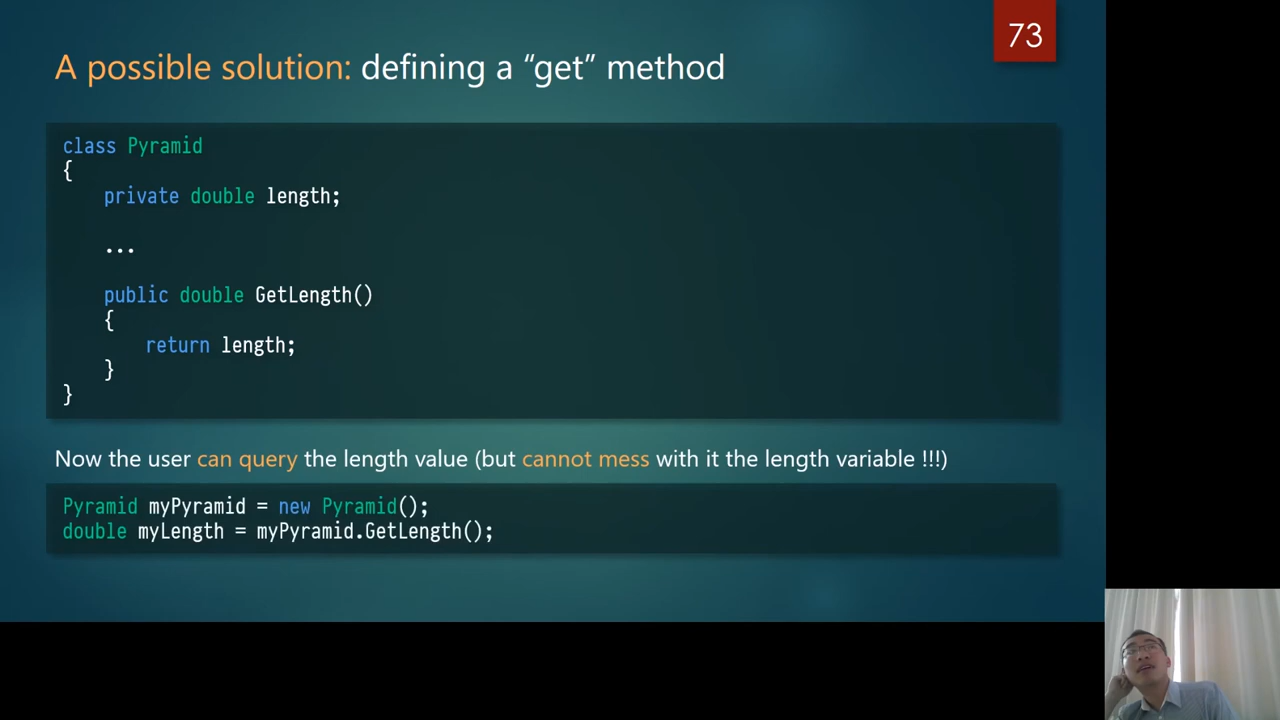 73
A possible solution: defining a “get” method
class Pyramid
{
    private double length;
    ...
    public double GetLength()
    {
        return length;
    }
}
Now the user can query the length value (but cannot mess with it the length variable !!!)
Pyramid myPyramid = new Pyramid();
double myLength = myPyramid.GetLength();